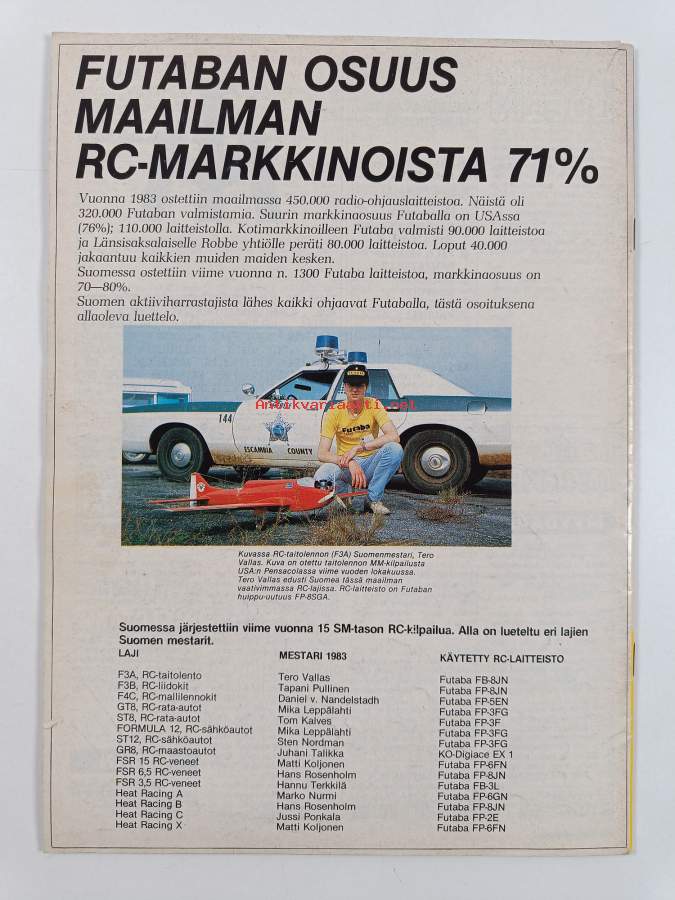 FUTABAN OSUUS
MAAILMAN
RC-MARKKINOISTA 71%
Vuonna 1983 ostettiin maailmassa 450.000 radio-ohjauslaitteistoa. Näistä oli
320.000 Futaban valmistamia. Suurin markkinaosuus Futaballa on USAssa
(76%); 110.000 laitteistolla. Kotimarkkinoilleen Futaba valmisti 90.000 laitteistoa
ja Länsisaksalaiselle Robbe yhtiölle peräti 80.000 laitteistoa. Loput 40.000
jakaantuu kaikkien muiden maiden kesken.
Suomessa ostettiin viime vuonna n. 1300 Futaba laitteistoa, markkinaosuus on
70—80%.
Suomen aktiiviharrastajista lähes kaikki ohjaavat Futaballa, tästä osoituksena
allaoleva luettelo.
Antikvariaatti.net
144
ESCAMBIA COUNTY
Futaba
Kuvassa RC-taitolennon (F3A) Suomenmestari, Tero
Vallas. Kuva on otettu taitolennon MM-kilpailusta
USA:n Pensacolassa viime vuoden lokakuussa.
Tero Vallas edusti Suomea tässä maailman
vaativimmassa RC-lajissa. RC-laitteisto on Futaban
huippu-uutuus FP-8SGA.
Suomessa järjestettiin viime vuonna 15 SM-tason RC-kilpailua. Alla on lueteltu eri lajien
Suomen mestarit.
LAJI MESTARI 1983 KÄYTETTY RC-LAITTEISTO
F3A, RC-taitolento Tero Vallas Futaba FB-8JN
F3B, RC-liidokit Tapani Pullinen Futaba FP-8JN
F4C, RC-mallilennokit Daniel v. Nandelstadh Futaba FP-5EN
GT8, RC-rata-autot Mika Leppälahti Futaba FP-3FG
ST8, RC-rata-autot Tom Kalves Futaba FP-3F
FORMULA 12, RC-sähköautot Mika Leppälahti Futaba FP-3FG
ST12, RC-sähköautot Sten Nordman Futaba FP-3FG
GR8, RC-maastoautot Juhani Talikka KO-Digiace EX 1
FSR 15 RC-veneet Matti Koljonen Futaba FP-6FN
FSR 6,5 RC-veneet Hans Rosenholm Futaba FP-8JN
FSR 3,5 RC-veneet Hannu Terkkilä Futaba FB-3L
Heat Racing A Marko Nurmi Futaba FP-6GN
Heat Racing B Hans Rosenholm Futaba FP-8JN
Heat Racing C Jussi Ponkala Futaba FP-2E
Heat Racing X Matti Koljonen Futaba FP-6FN